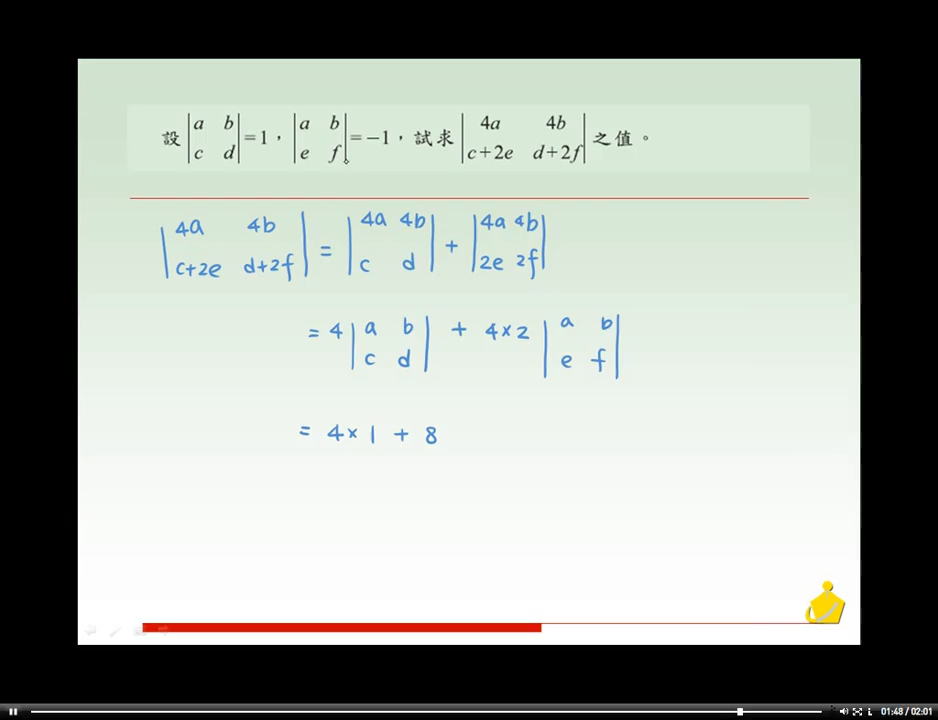 設 |a b; c d| = 1，|a b; e f| = −1，試求 |4a 4b; c+2e d+2f| 之值。
|4a 4b; c+2e d+2f| = |4a 4b; c d| + |4a 4b; 2e 2f|
= 4 |a b; c d| + 4×2 |a b; e f|
= 4×1 + 8
01:48 / 02:01